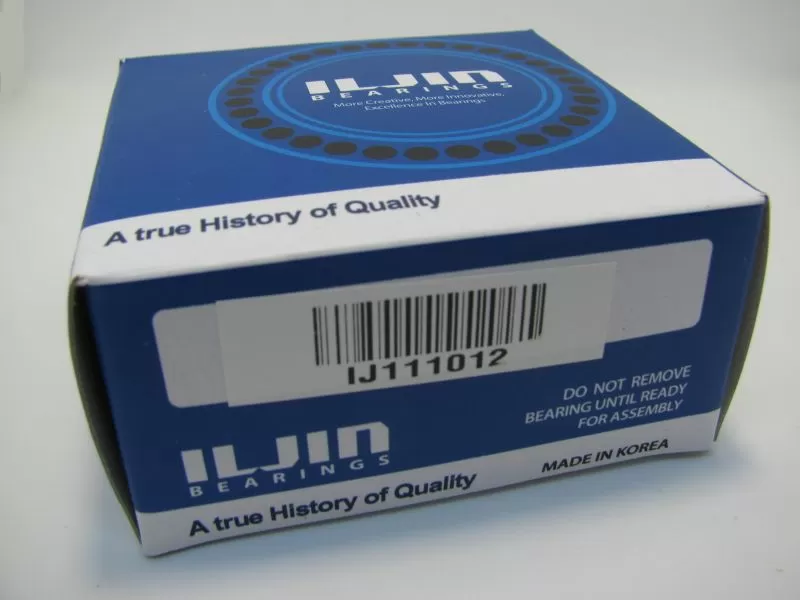 ILJIN
BEARINGS
More Creative, More Innovative,
Excellence In Bearings
A true History of Quality
IJ111012
DO NOT REMOVE
BEARING UNTIL READY
FOR ASSEMBLY
ILJIN
BEARINGS
MADE IN KOREA
A true History of Quality